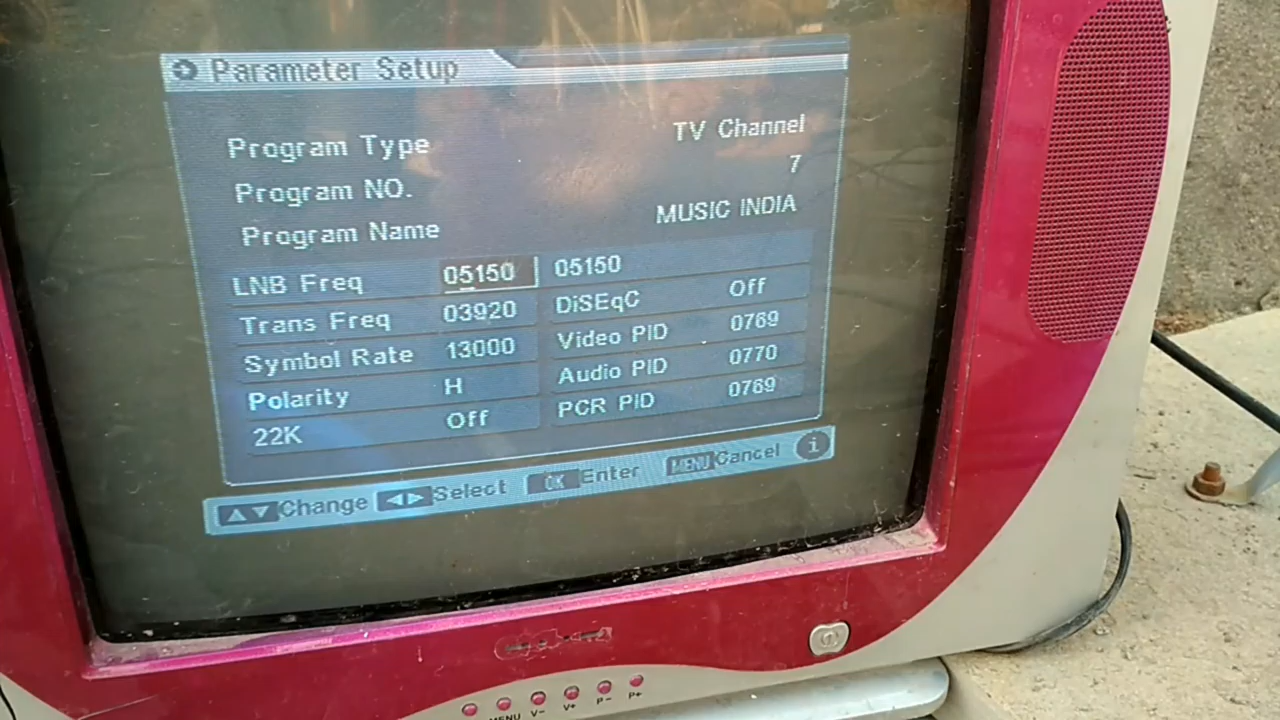 Parameter Setup
Program Type TV Channel
Program NO. 7
Program Name MUSIC INDIA
LNB Freq 05150 05150
Trans Freq 03920 DiSEqC Off
Symbol Rate 13000 Video PID 0769
Polarity H Audio PID 0770
22K Off PCR PID 0769
Change Select OK Enter MENU Cancel i
MENU V- V+ P- P+